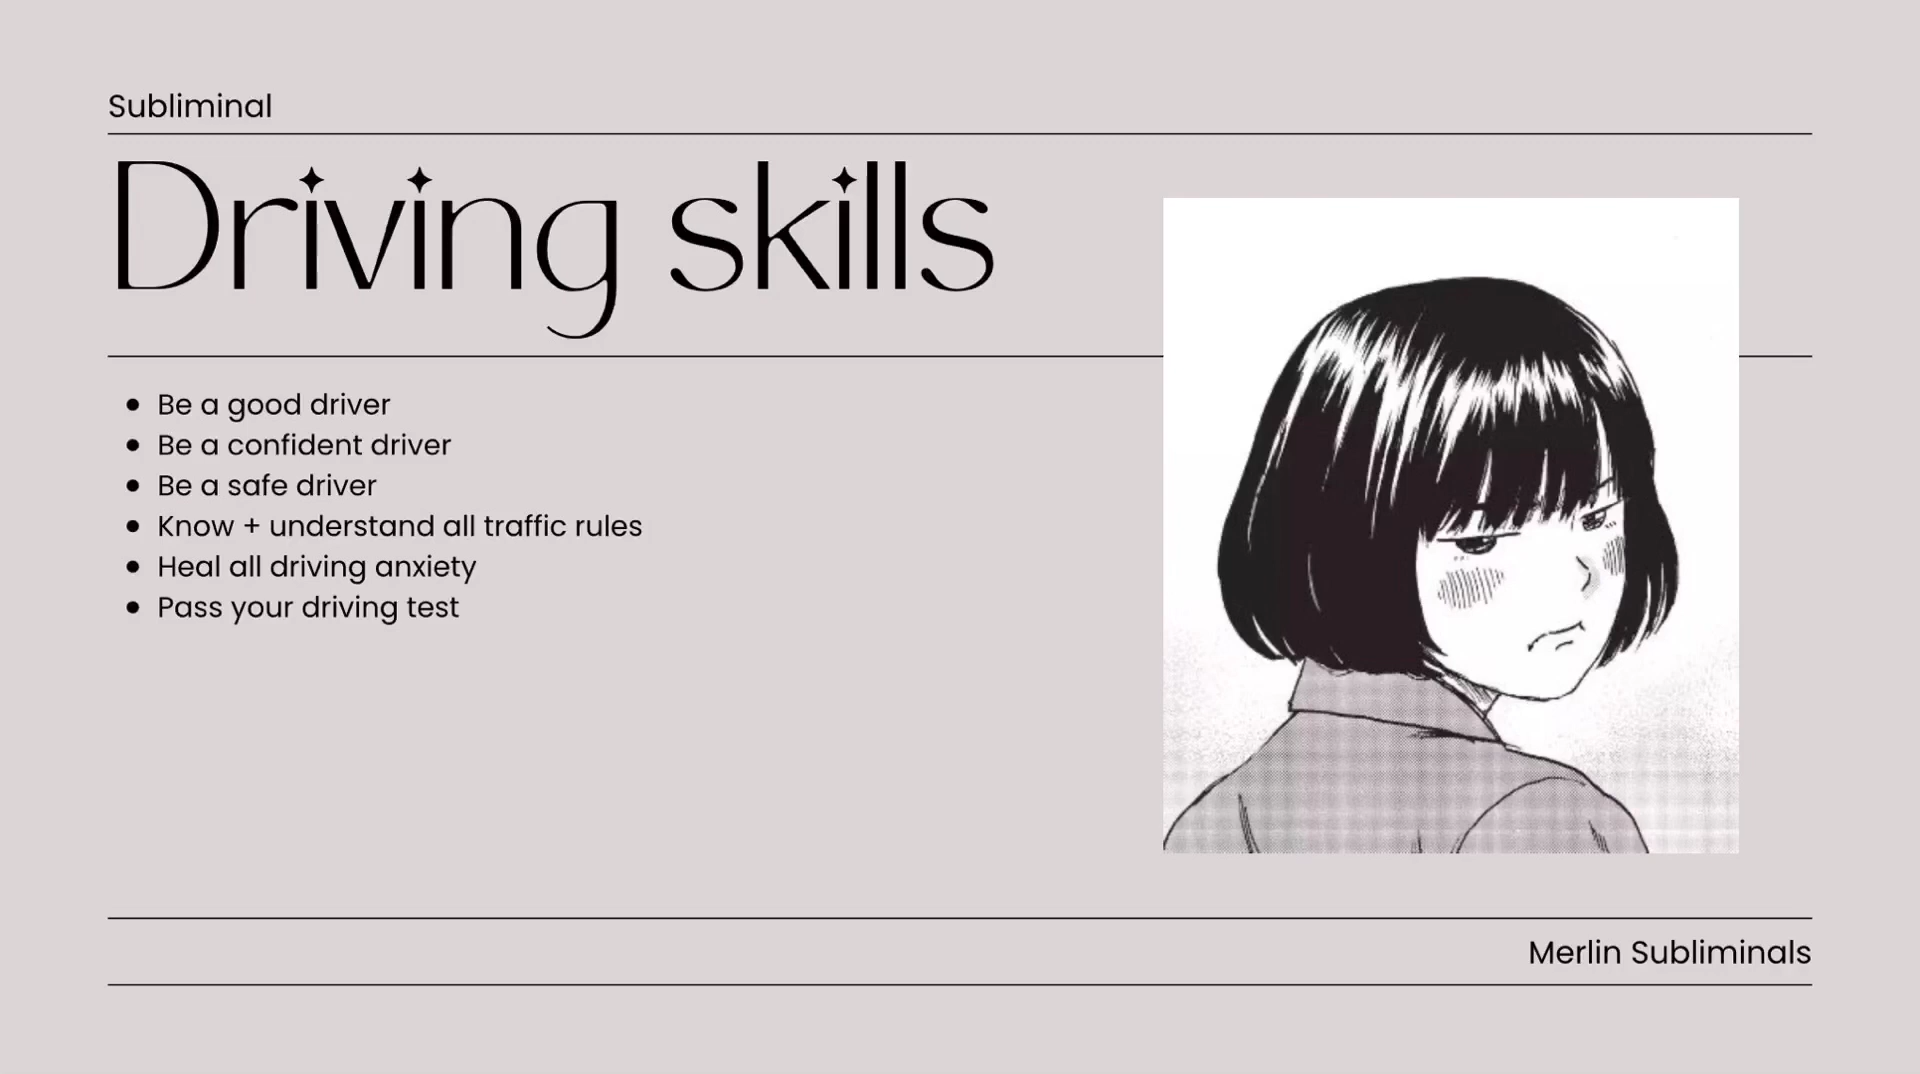 Subliminal
Driving skills
• Be a good driver
• Be a confident driver
• Be a safe driver
• Know + understand all traffic rules
• Heal all driving anxiety
• Pass your driving test
Merlin Subliminals